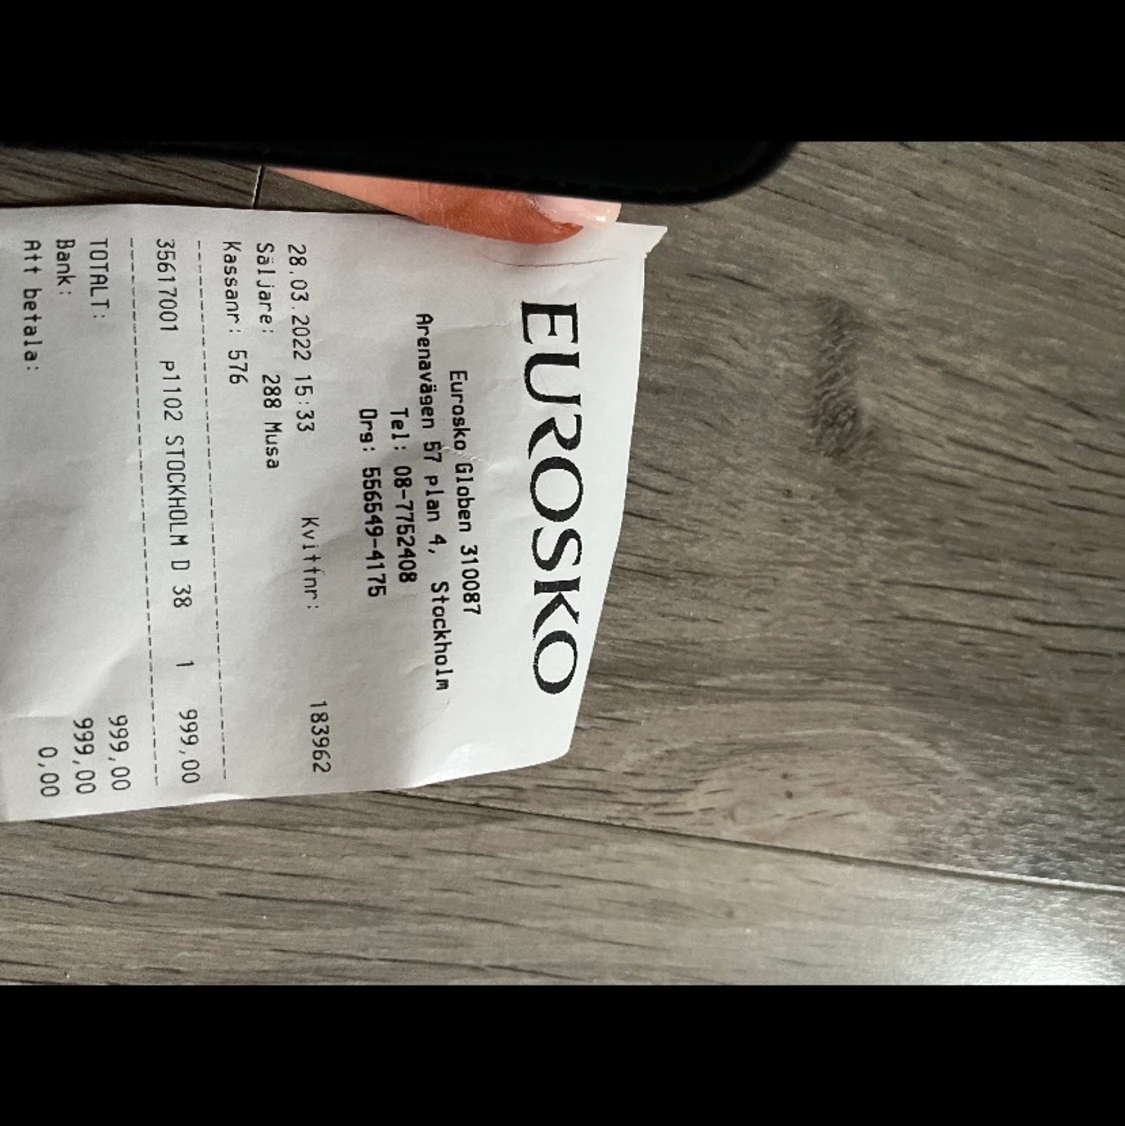 EUROSKO
Eurosko Globen 310087
Arenavägen 57 plan 4, Stockholm
Tel: 08-7752408
Org: 556549-4175
28.03.2022 15:33 Kvittnr: 183962
Säljare: 288 Musa
Kassanr: 576
35617001 p1102 STOCKHOLM D 38 1 999,00
TOTALT: 999,00
Bank: 999,00
Att betala: 0,00